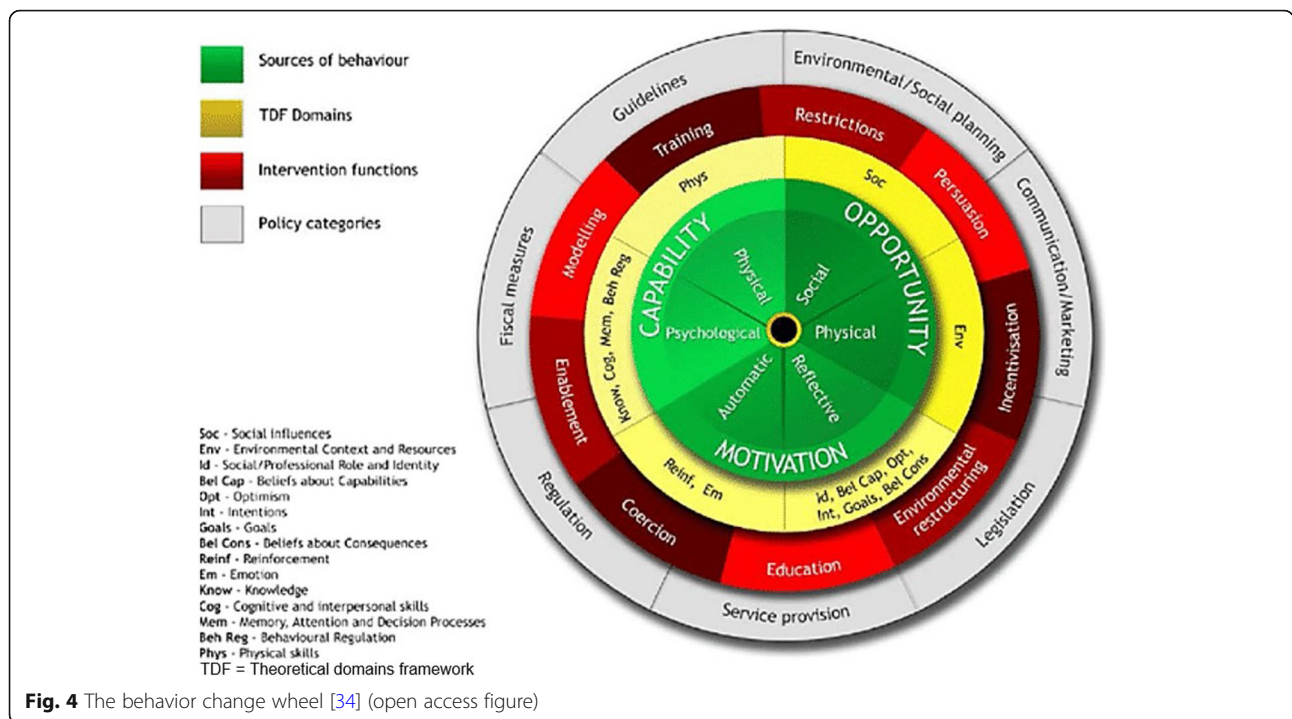 Sources of behaviour
TDF Domains
Intervention functions
Policy categories
Soc - Social influences
Env - Environmental Context and Resources
Id - Social/Professional Role and Identity
Bel Cap - Beliefs about Capabilities
Opt - Optimism
Int - Intentions
Goals - Goals
Bel Cons - Beliefs about Consequences
Reinf - Reinforcement
Em - Emotion
Know - Knowledge
Cog - Cognitive and interpersonal skills
Mem - Memory, Attention and Decision Processes
Beh Reg - Behavioural Regulation
Phys - Physical skills
TDF = Theoretical domains framework
Guidelines
Environmental/Social planning
Communication/Marketing
Legislation
Service provision
Regulation
Fiscal measures
Training
Restrictions
Persuasion
Incentivisation
Environmental
restructuring
Education
Coercion
Enablement
Modelling
Phys
Soc
Env
Id, Bel Cap, Opt,
Int, Goals, Bel Cons
Reinf, Em
Know, Cog, Mem, Beh Reg
CAPABILITY
OPPORTUNITY
MOTIVATION
Physical
Social
Physical
Reflective
Automatic
Psychological
Fig. 4 The behavior change wheel [34] (open access figure)